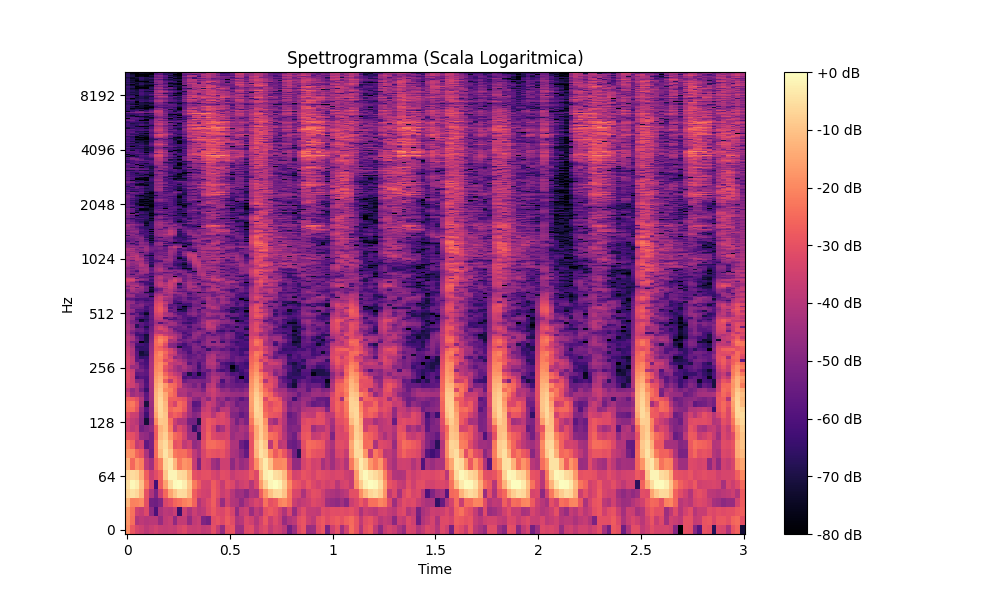 Spettrogramma (Scala Logaritmica)
Hz
8192
4096
2048
1024
512
256
128
64
0
0 0.5 1 1.5 2 2.5 3
Time
+0 dB
-10 dB
-20 dB
-30 dB
-40 dB
-50 dB
-60 dB
-70 dB
-80 dB